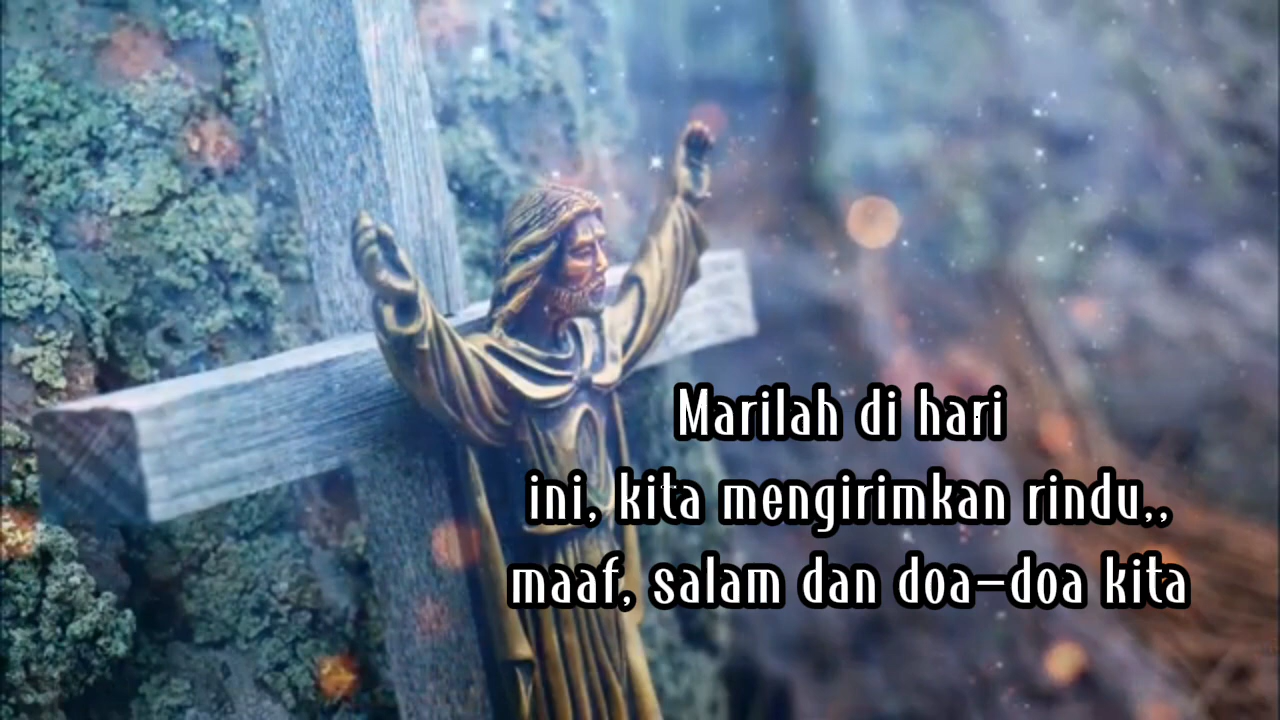 Marilah di hari
ini, kita mengirimkan rindu,,
maaf, salam dan doa-doa kita